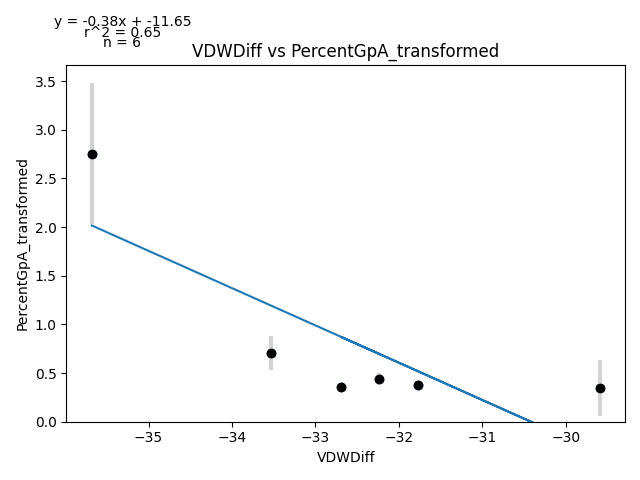 y = -0.38x + -11.65
r^2 = 0.65
n = 6
VDWDiff vs PercentGpA_transformed
3.5
3.0
2.5
2.0
1.5
1.0
0.5
0.0
PercentGpA_transformed
−35 −34 −33 −32 −31 −30
VDWDiff